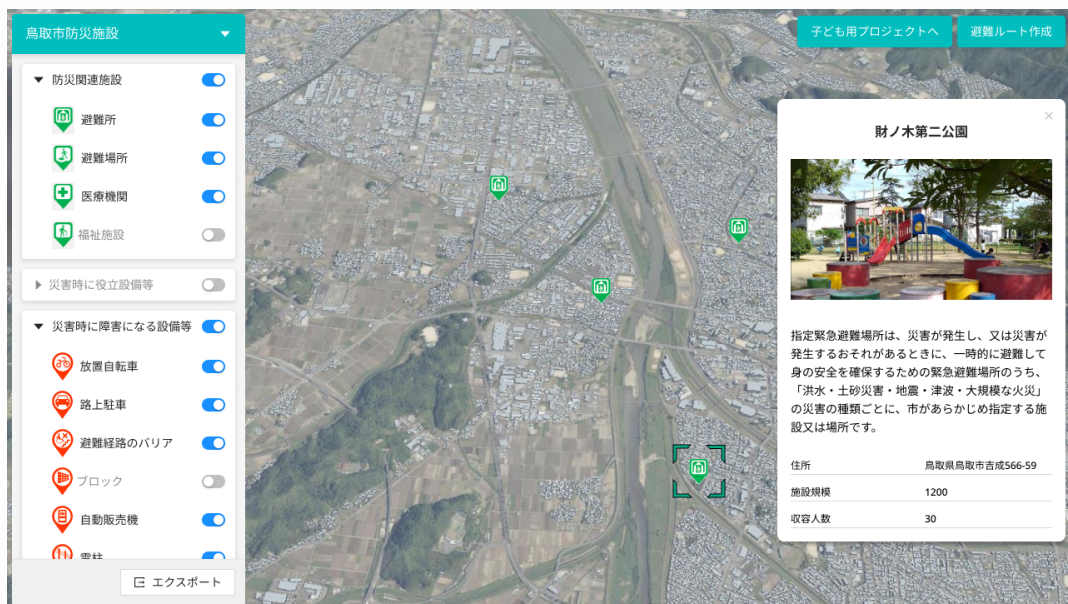 鳥取市防災施設
子ども用プロジェクトへ
避難ルート作成
防災関連施設
避難所
避難場所
医療機関
福祉施設
災害時に役立設備等
災害時に障害になる設備等
放置自転車
路上駐車
避難経路のバリア
ブロック
自動販売機
電柱
エクスポート
財ノ木第二公園
指定緊急避難場所は、災害が発生し、又は災害が
発生するおそれがあるときに、一時的に避難して
身の安全を確保するための緊急避難場所のうち、
「洪水・土砂災害・地震・津波・大規模な火災」
の災害の種類ごとに、市があらかじめ指定する施
設又は場所です。
住所 鳥取県鳥取市吉成566-59
施設規模 1200
収容人数 30